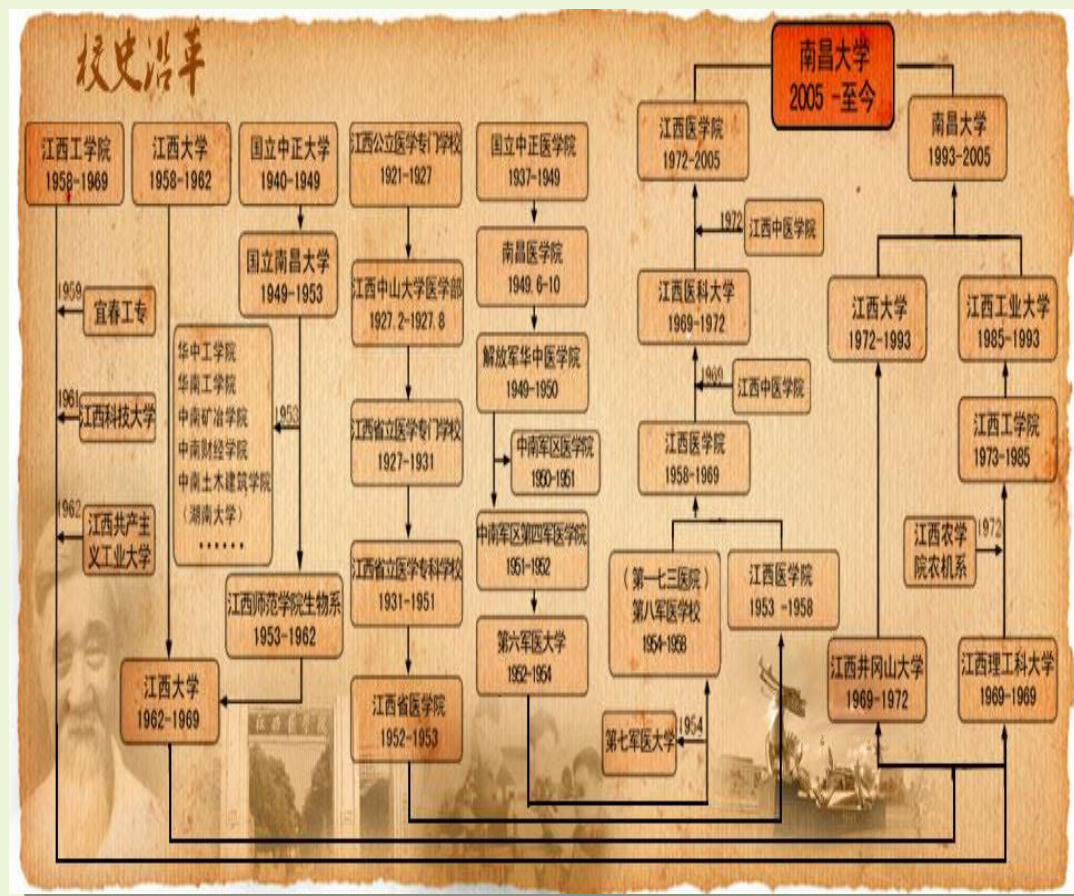 校史沿革
南昌大学
2005 -至今
江西工学院
1958-1969
江西大学
1958-1962
国立中正大学
1940-1949
江西公立医学专门学校
1921-1927
国立中正医学院
1937-1949
江西医学院
1972-2005
南昌大学
1993-2005
国立南昌大学
1949-1953
江西中山大学医学部
1927.2-1927.8
南昌医学院
1949.6-10
1972
江西中医学院
江西医科大学
1969-1972
江西大学
1972-1993
江西工业大学
1985-1993
1959
宜春工专
华中工学院
华南工学院
中南矿冶学院
中南财经学院
中南土木建筑学院
（湖南大学）
······
1953
解放军华中医学院
1949-1950
1969
江西中医学院
1961
江西科技大学
江西省立医学专门学校
1927-1931
中南军区医学院
1950-1951
江西医学院
1958-1969
江西工学院
1973-1985
1962
江西共产主
义工业大学
江西省立医学专科学校
1931-1951
中南军区第四军医学院
1951-1952
（第一七三医院）
第八军医学校
1954-1958
江西医学院
1953 -1958
江西农学
院农机系
1972
江西师范学院生物系
1953-1962
第六军医大学
1952-1954
江西大学
1962-1969
江西省医学院
1952-1953
第七军医大学
1954
江西井冈山大学
1969-1972
江西理工科大学
1969-1969